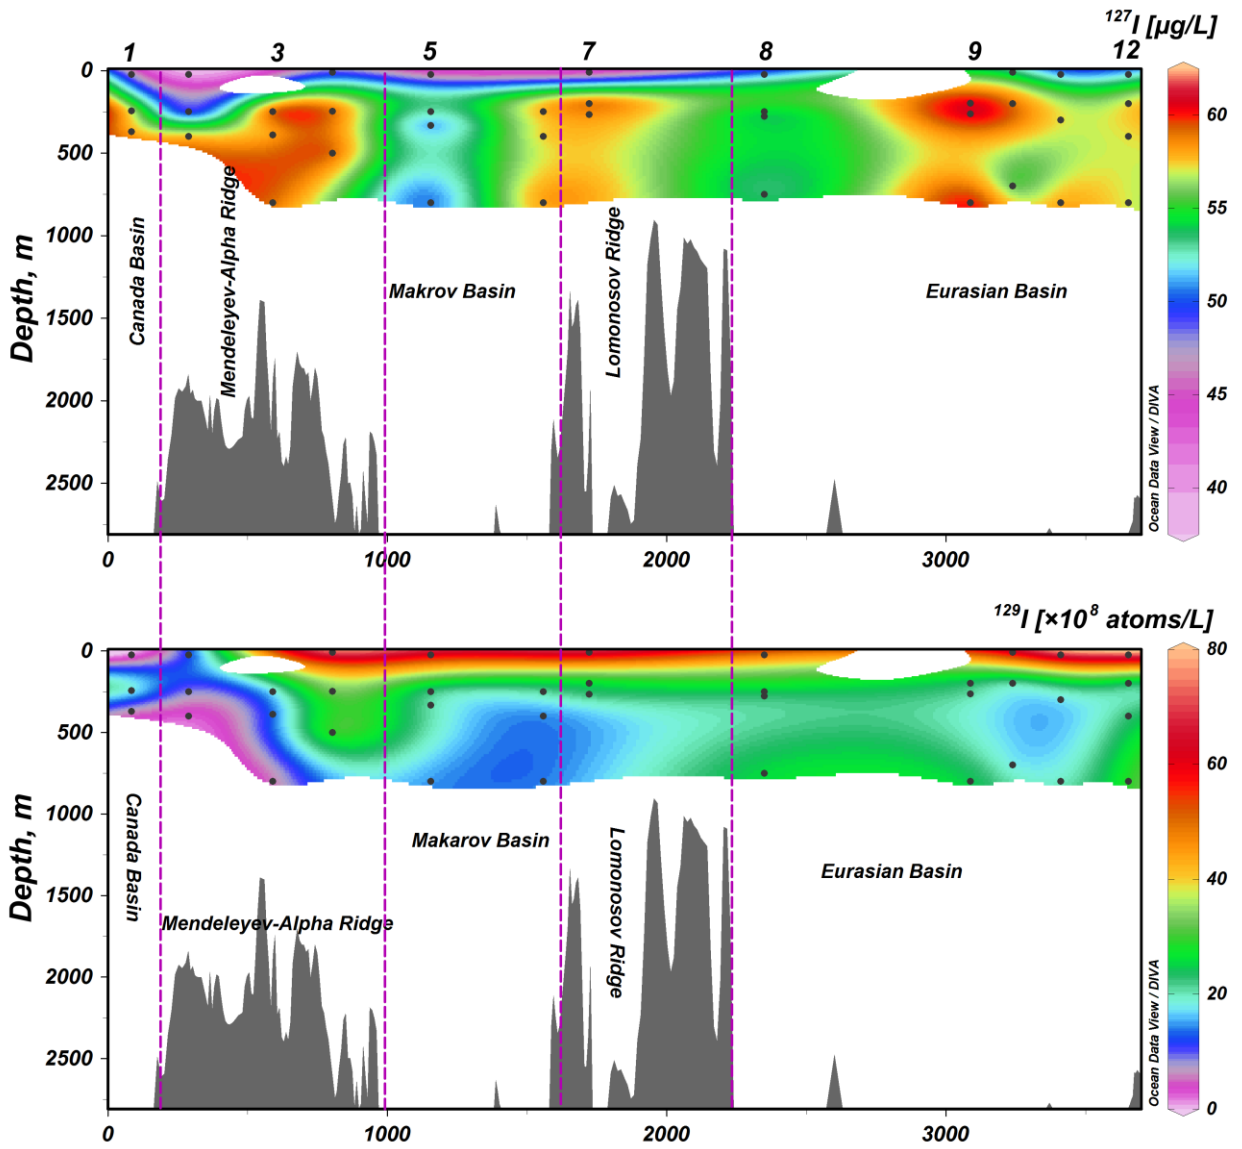 ¹²⁷I [µg/L]
1 3 5 7 8 9 12
0
500
1000
1500
2000
2500
Depth, m
Canada Basin
Mendeleyev-Alpha Ridge
Makrov Basin
Lomonosov Ridge
Eurasian Basin
60
55
50
45
40
Ocean Data View / DIVA
0 1000 2000 3000
¹²⁹I [×10⁸ atoms/L]
0
500
1000
1500
2000
2500
Depth, m
Canada Basin
Mendeleyev-Alpha Ridge
Makarov Basin
Lomonosov Ridge
Eurasian Basin
80
60
40
20
0
Ocean Data View / DIVA
0 1000 2000 3000